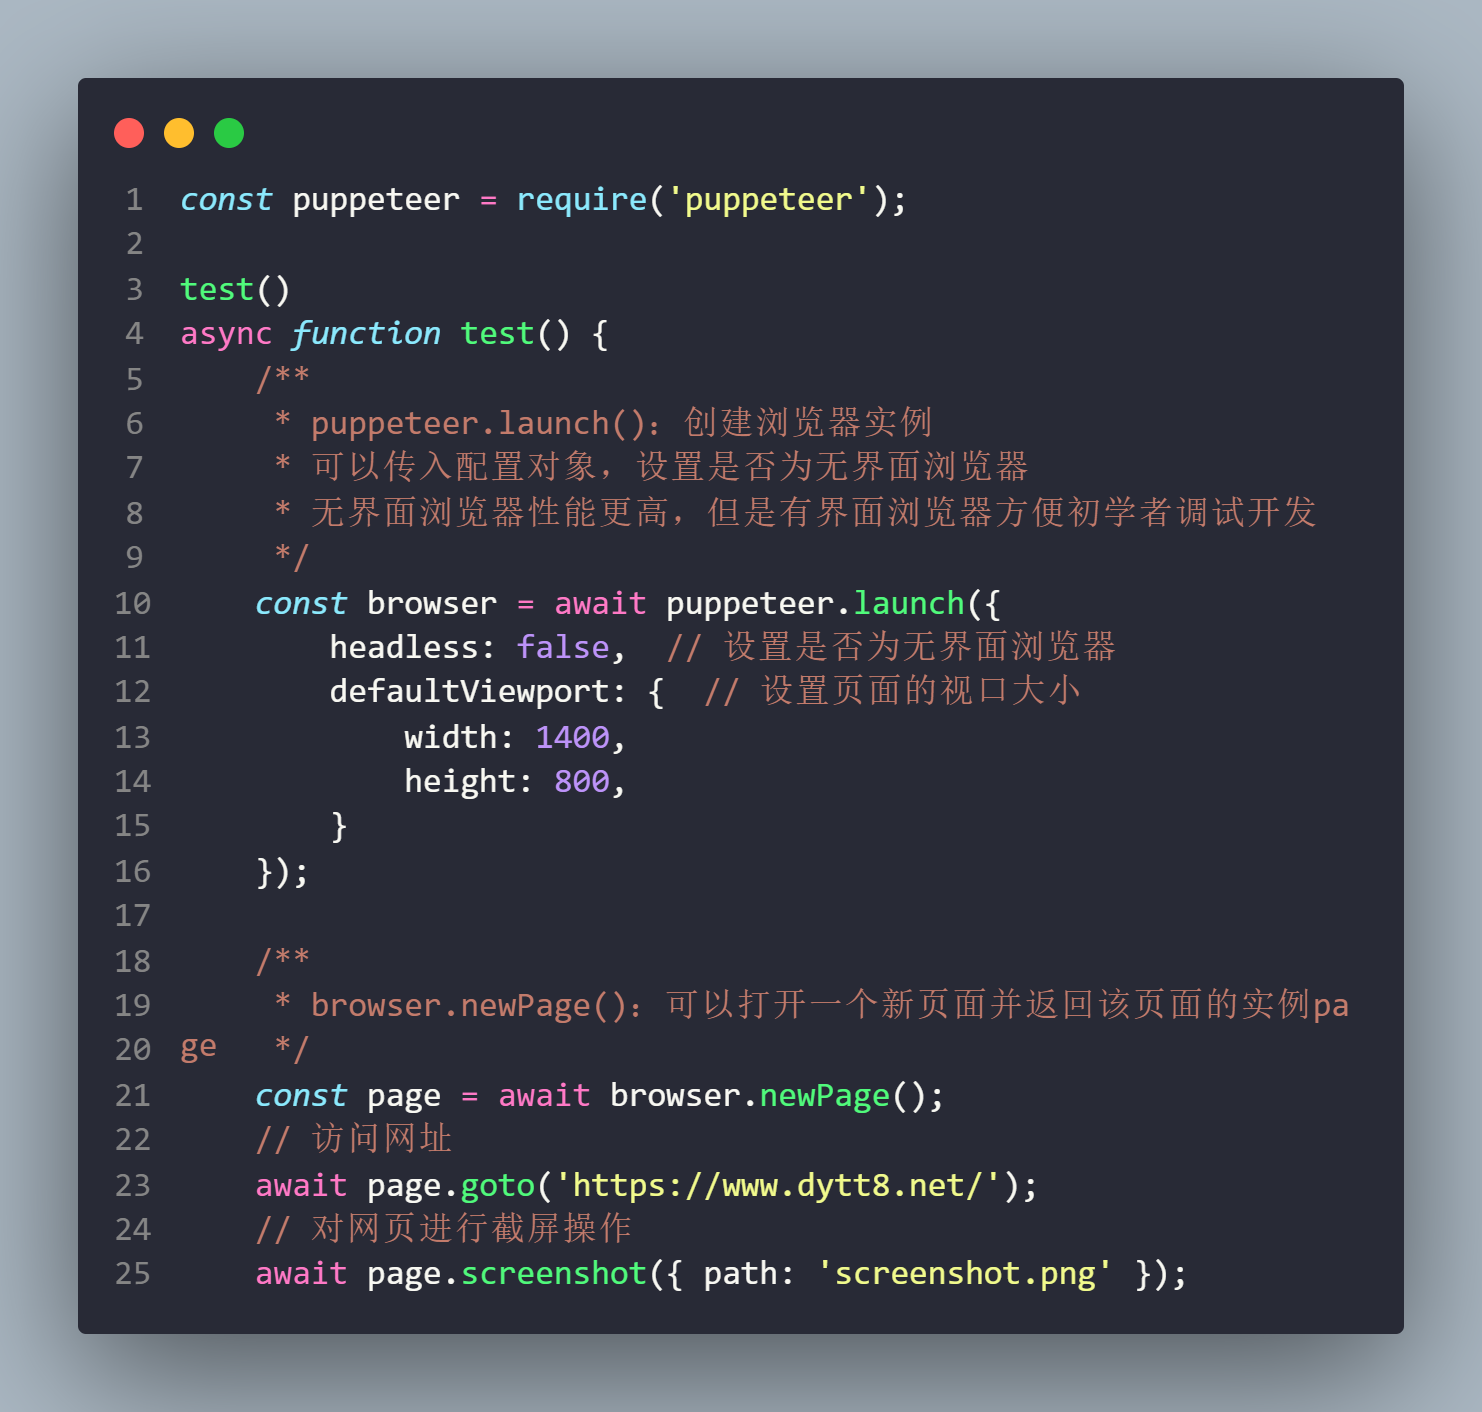 1 const puppeteer = require('puppeteer');
2
3 test()
4 async function test() {
5     /**
6      * puppeteer.launch()：创建浏览器实例
7      * 可以传入配置对象，设置是否为无界面浏览器
8      * 无界面浏览器性能更高，但是有界面浏览器方便初学者调试开发
9      */
10     const browser = await puppeteer.launch({
11         headless: false,  // 设置是否为无界面浏览器
12         defaultViewport: {  // 设置页面的视口大小
13             width: 1400,
14             height: 800,
15         }
16     });
17
18     /**
19      * browser.newPage()：可以打开一个新页面并返回该页面的实例pa
20 ge   */
21     const page = await browser.newPage();
22     // 访问网址
23     await page.goto('https://www.dytt8.net/');
24     // 对网页进行截屏操作
25     await page.screenshot({ path: 'screenshot.png' });